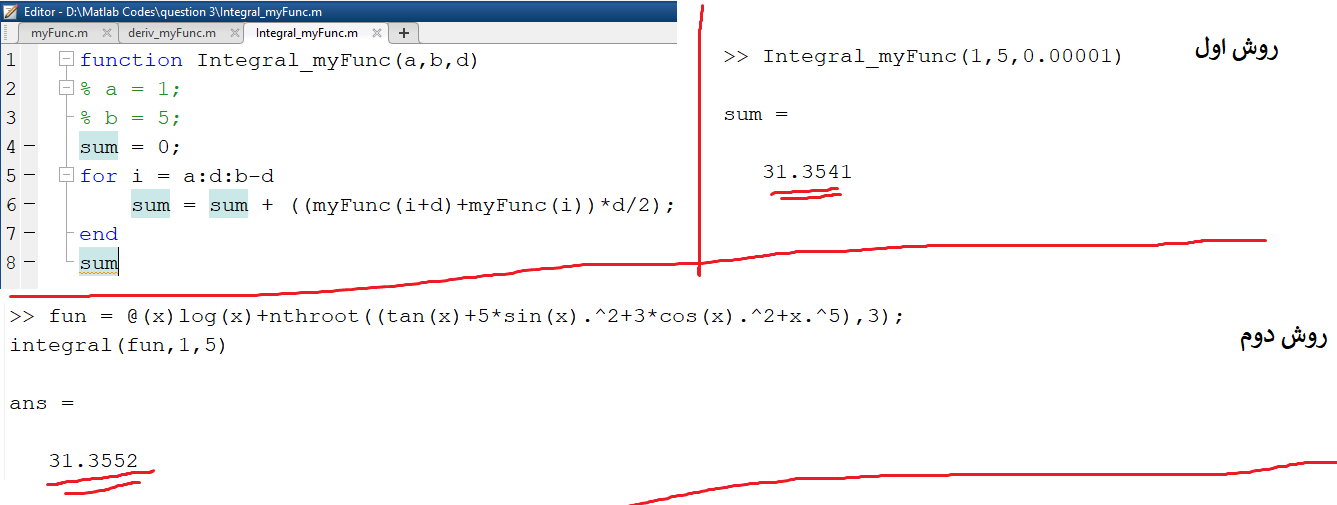 Editor - D:\Matlab Codes\question 3\Integral_myFunc.m
myFunc.m deriv_myFunc.m Integral_myFunc.m +
1 function Integral_myFunc(a,b,d)
2 % a = 1;
3 % b = 5;
4 sum = 0;
5 for i = a:d:b-d
6 sum = sum + ((myFunc(i+d)+myFunc(i))*d/2);
7 end
8 sum
روش اول
>> Integral_myFunc(1,5,0.00001)
sum =
31.3541
روش دوم
>> fun = @(x)log(x)+nthroot((tan(x)+5*sin(x).^2+3*cos(x).^2+x.^5),3);
integral(fun,1,5)
ans =
31.3552